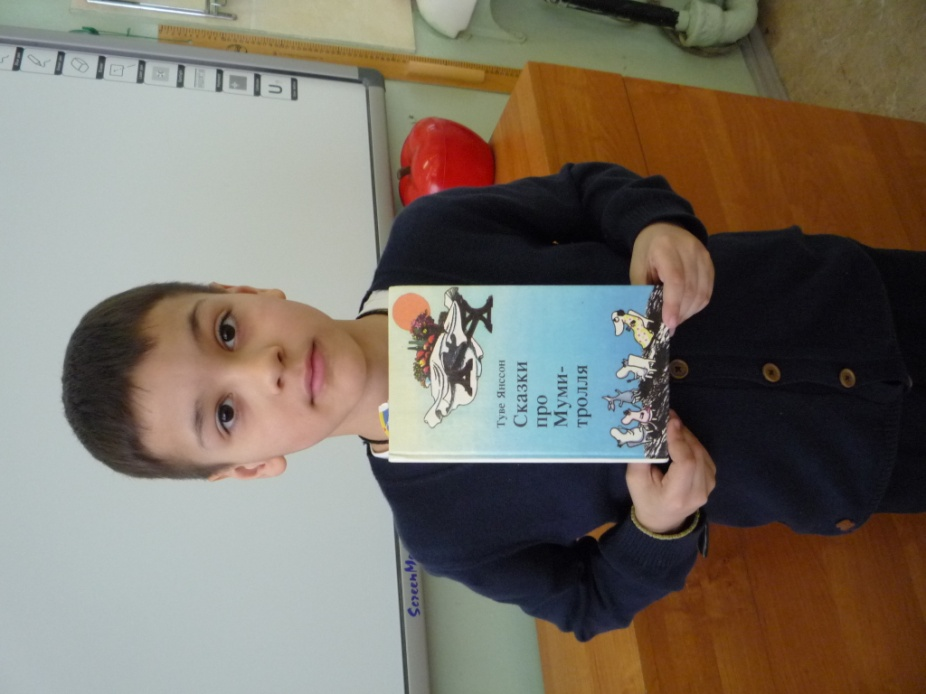 Туве Янссон
Сказки
про
Муми-
тролля